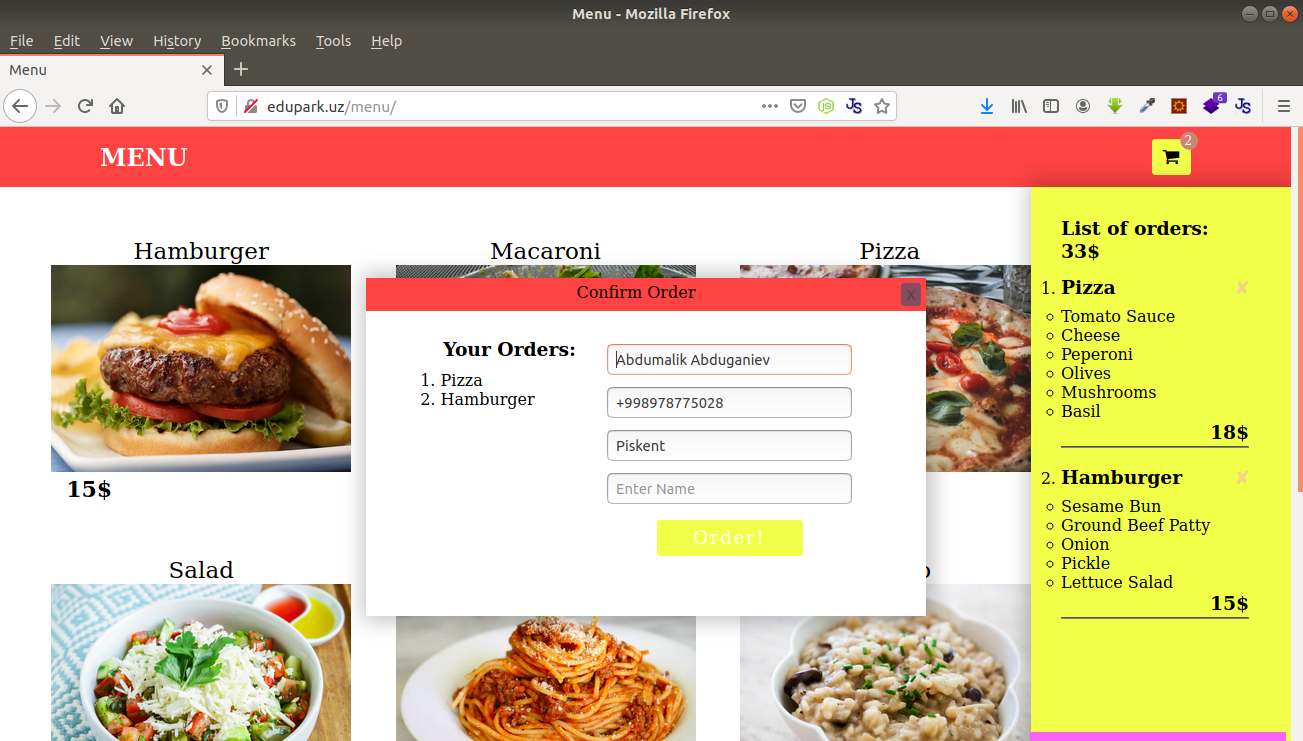 Menu - Mozilla Firefox
File Edit View History Bookmarks Tools Help
Menu
edupark.uz/menu/
JS
6
JS
MENU
2
Hamburger
Macaroni
Pizza
15$
Salad
Confirm Order
X
Your Orders:
1. Pizza
2. Hamburger
Abdumalik Abduganiev
+998978775028
Piskent
Enter Name
Order!
List of orders:
33$
1. Pizza
Tomato Sauce
Cheese
Peperoni
Olives
Mushrooms
Basil
18$
2. Hamburger
Sesame Bun
Ground Beef Patty
Onion
Pickle
Lettuce Salad
15$